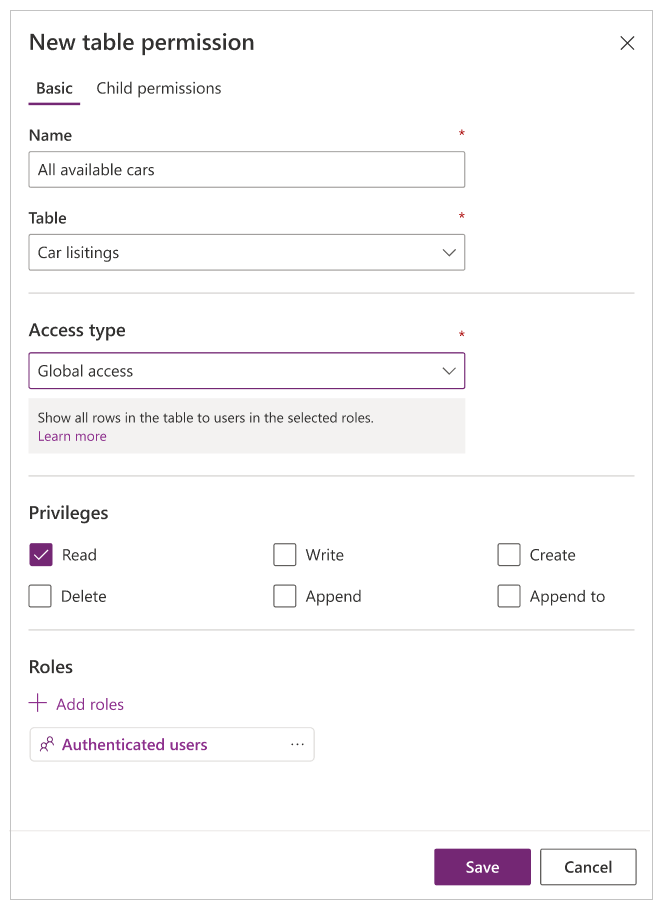 New table permission
Basic Child permissions
Name *
All available cars
Table *
Car lisitings
Access type *
Global access
Show all rows in the table to users in the selected roles.
Learn more
Privileges
Read Write Create
Delete Append Append to
Roles
Add roles
Authenticated users ...
Save Cancel